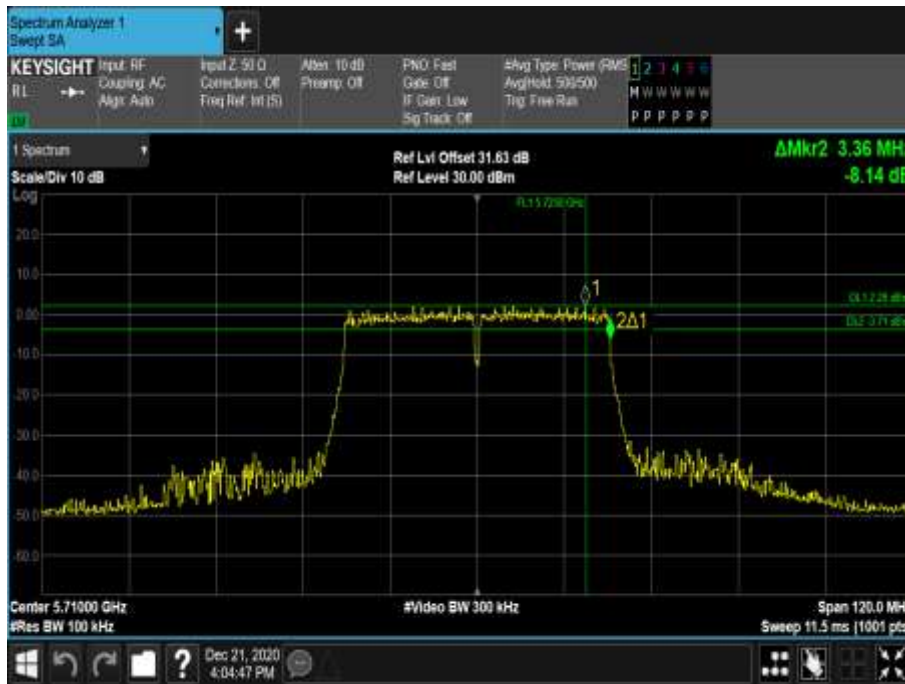 Spectrum Analyzer 1
Swept SA
+
KEYSIGHT
RL
Input: RF
Coupling: AC
Align: Auto
Input Z: 50 Ω
Corrections: Off
Freq Ref: Int (S)
Atten: 10 dB
Preamp: Off
PNO: Fast
Gate: Off
IF Gain: Low
Sig Track: Off
#Avg Type: Power (RMS
Avg|Hold: 500/500
Trig: Free Run
1 2 3 4 5 6
M W W W W W
P P P P P P
1 Spectrum
Scale/Div 10 dB
Log
Ref Lvl Offset 31.63 dB
Ref Level 30.00 dBm
ΔMkr2 3.36 MH
-8.14 dB
20.0
10.0
0.00
-10.0
-20.0
-30.0
-40.0
-50.0
-60.0
1
2Δ1
Center 5.71000 GHz
#Res BW 100 kHz
#Video BW 300 kHz
Span 120.0 MH
Sweep 11.5 ms (1001 pts
?
Dec 21, 2020
4:04:47 PM